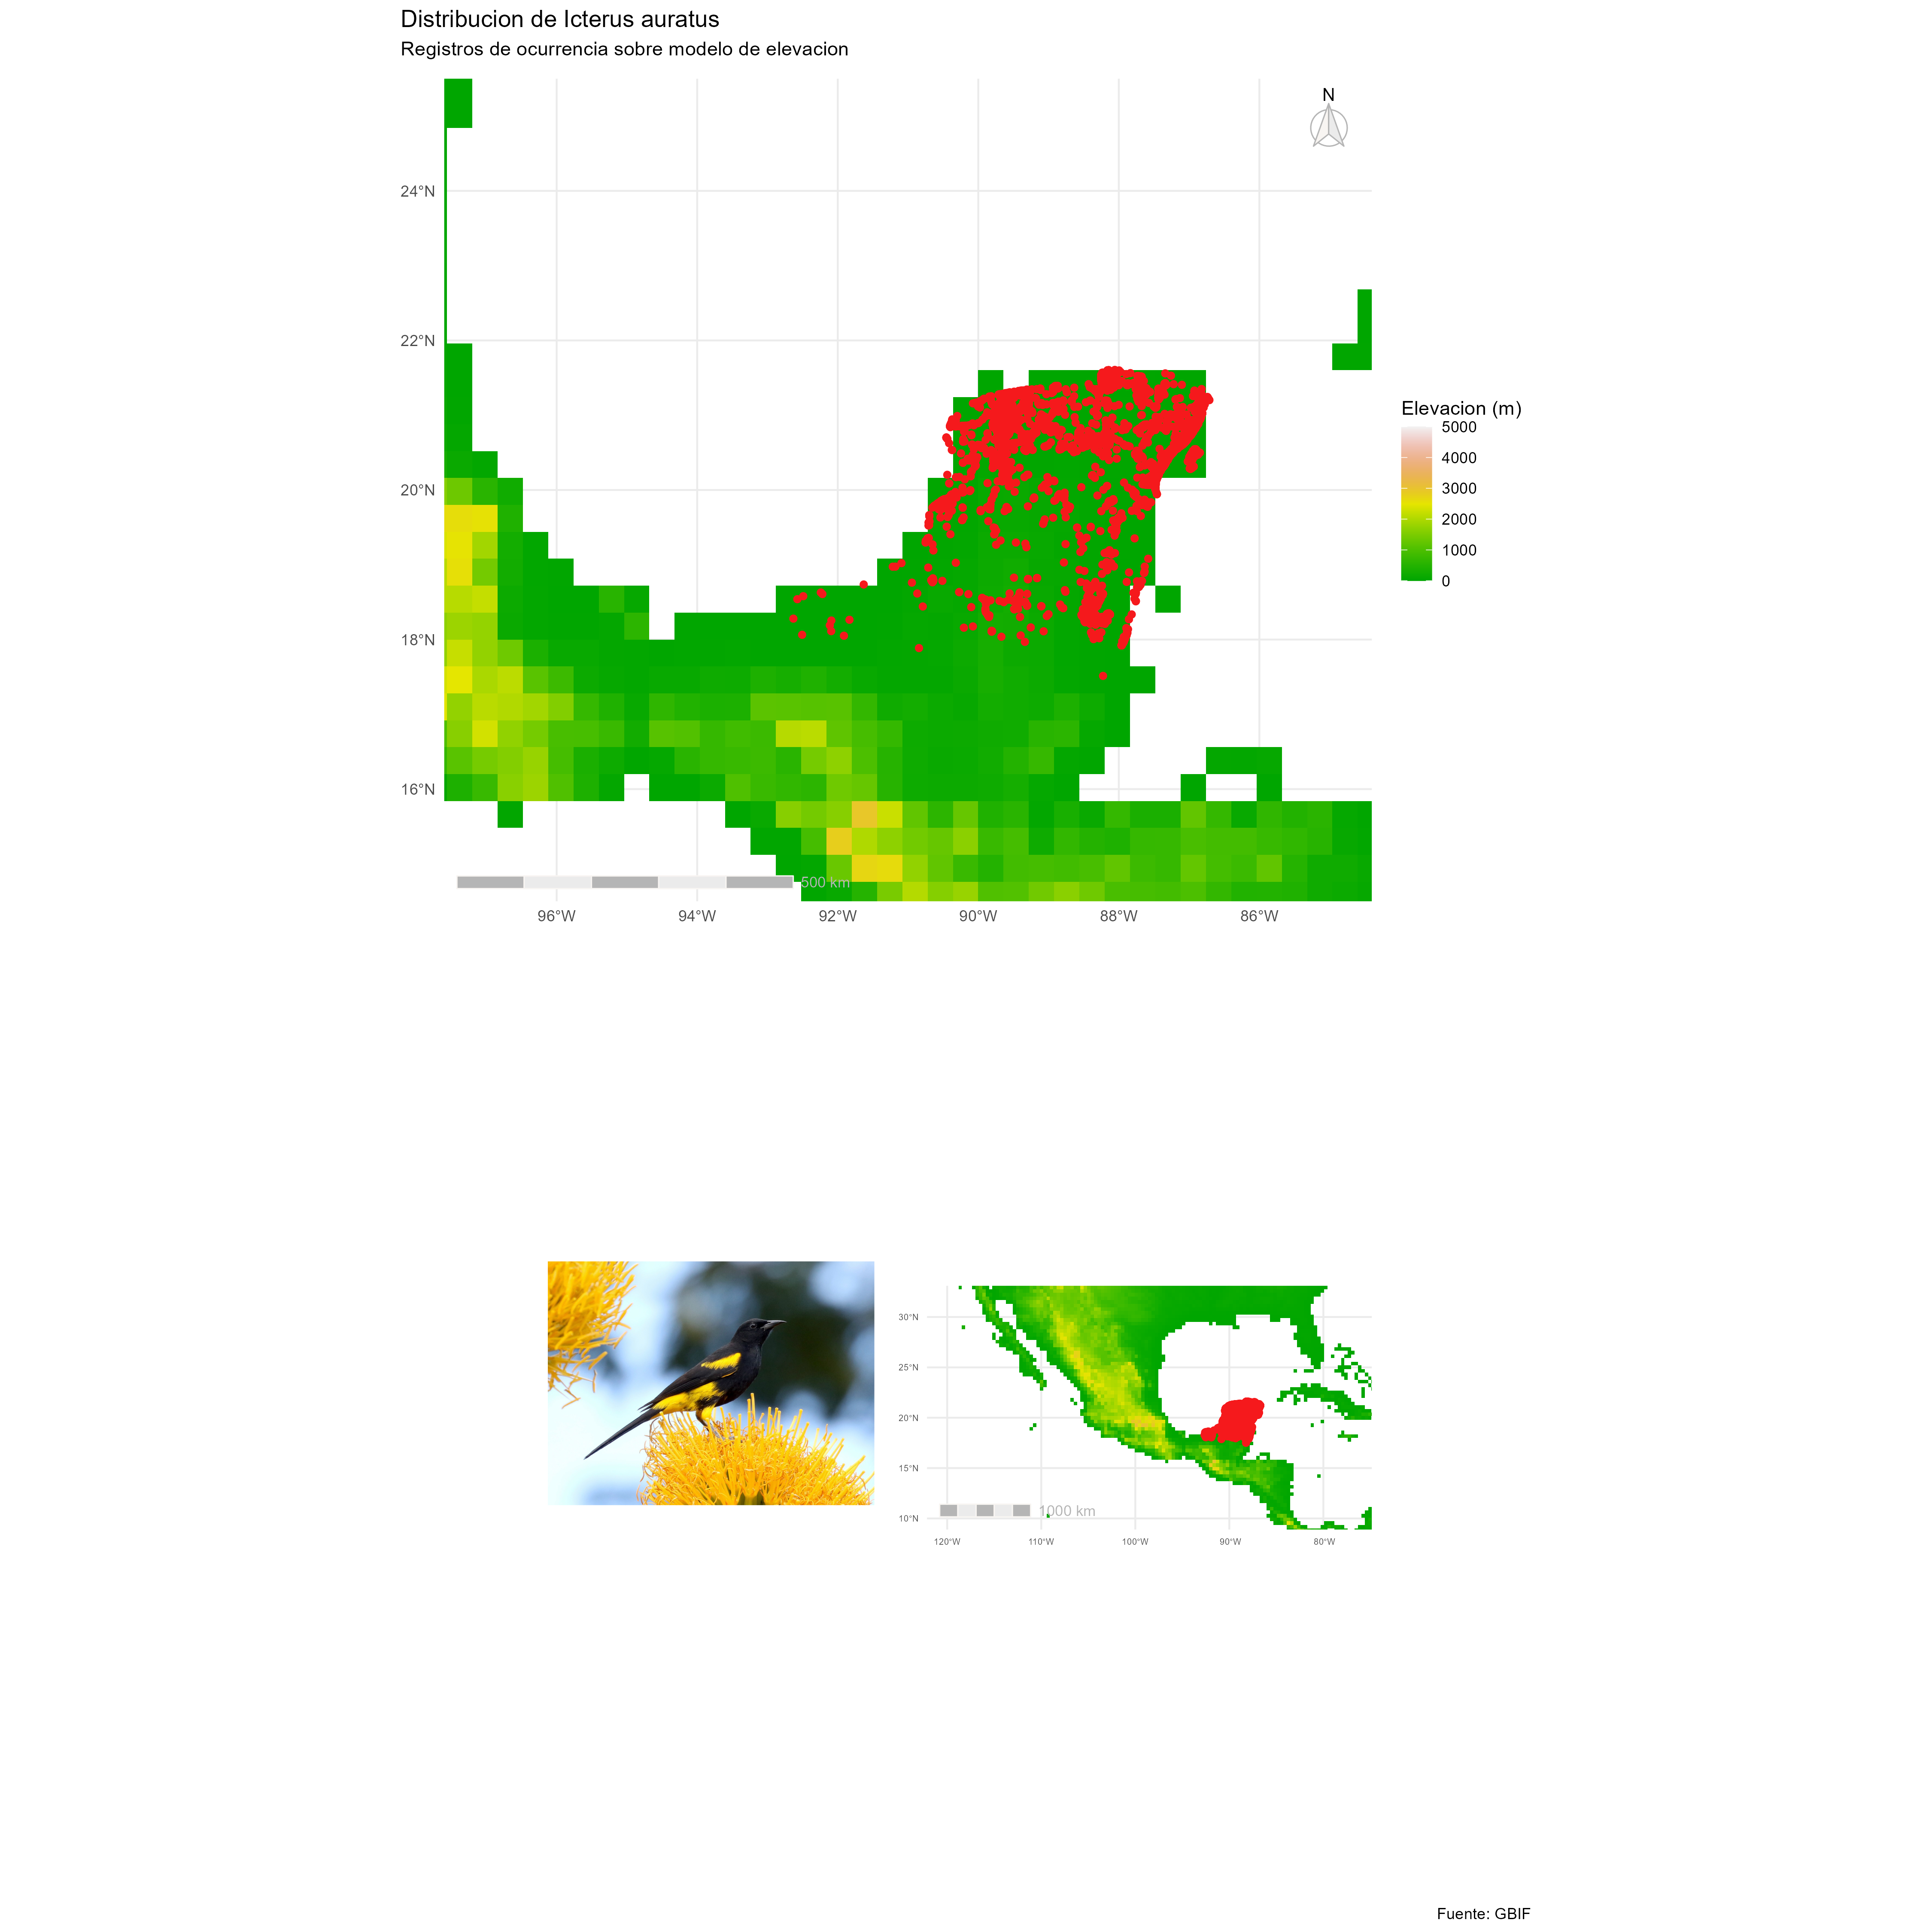 Distribucion de Icterus auratus
Registros de ocurrencia sobre modelo de elevacion
N
24°N
22°N
20°N
18°N
16°N
500 km
96°W
94°W
92°W
90°W
88°W
86°W
Elevacion (m)
5000
4000
3000
2000
1000
0
30°N
25°N
20°N
15°N
10°N
1000 km
120°W
110°W
100°W
90°W
80°W
Fuente: GBIF